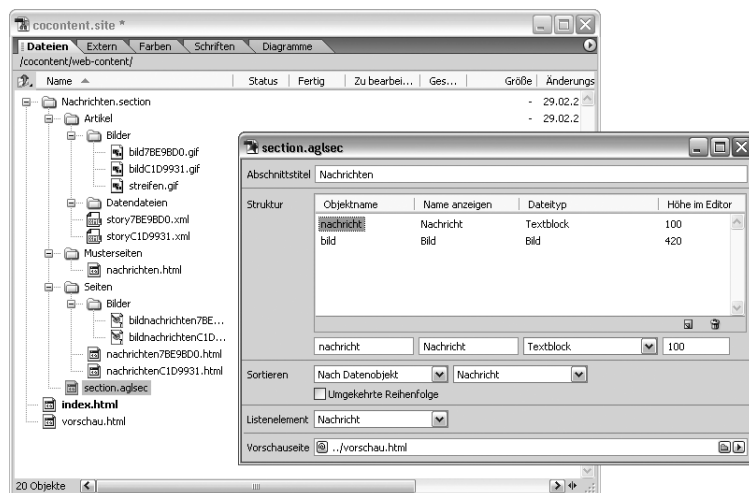 cocontent.site *
Dateien Extern Farben Schriften Diagramme
/cocontent/web-content/
Name Status Fertig Zu bearbei... Ges... Größe Änderungs
Nachrichten.section - 29.02.2
Artikel - 29.02.2
Bilder
bild7BE9BD0.gif
bildC1D9931.gif
streifen.gif
Datendateien
story7BE9BD0.xml
storyC1D9931.xml
Musterseiten
nachrichten.html
Seiten
Bilder
bildnachrichten7BE...
bildnachrichtenC1D...
nachrichten7BE9BD0.html
nachrichtenC1D9931.html
section.aglsec
index.html
vorschau.html
20 Objekte
section.aglsec
Abschnittstitel Nachrichten
Struktur Objektname Name anzeigen Dateityp Höhe im Editor
nachricht Nachricht Textblock 100
bild Bild Bild 420
nachricht Nachricht Textblock 100
Sortieren Nach Datenobjekt Nachricht
Umgekehrte Reihenfolge
Listenelement Nachricht
Vorschauseite ../vorschau.html